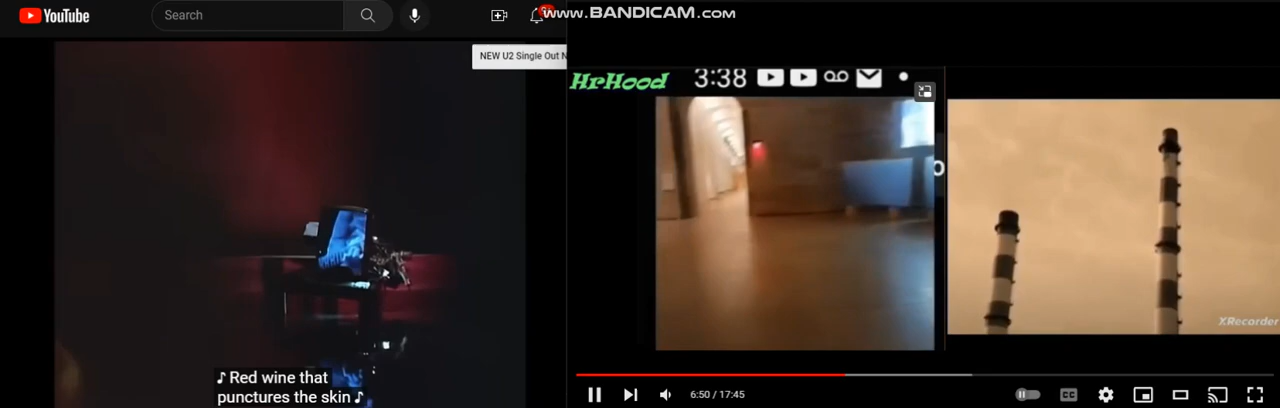 YouTube
Search
www.BANDICAM.com
NEW U2 Single Out N
HrHood
3:38
XRecorder
♪ Red wine that
punctures the skin ♪
6:50 / 17:45
CC